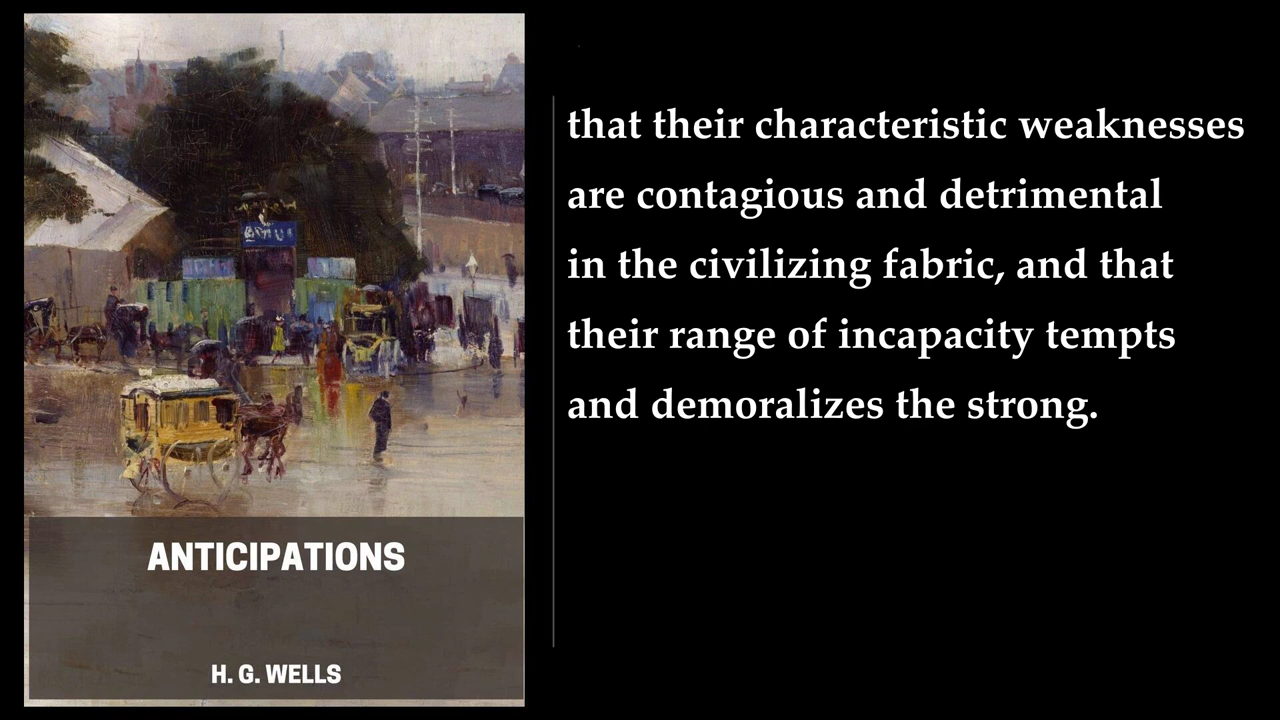 ANTICIPATIONS
H. G. WELLS
that their characteristic weaknesses
are contagious and detrimental
in the civilizing fabric, and that
their range of incapacity tempts
and demoralizes the strong.